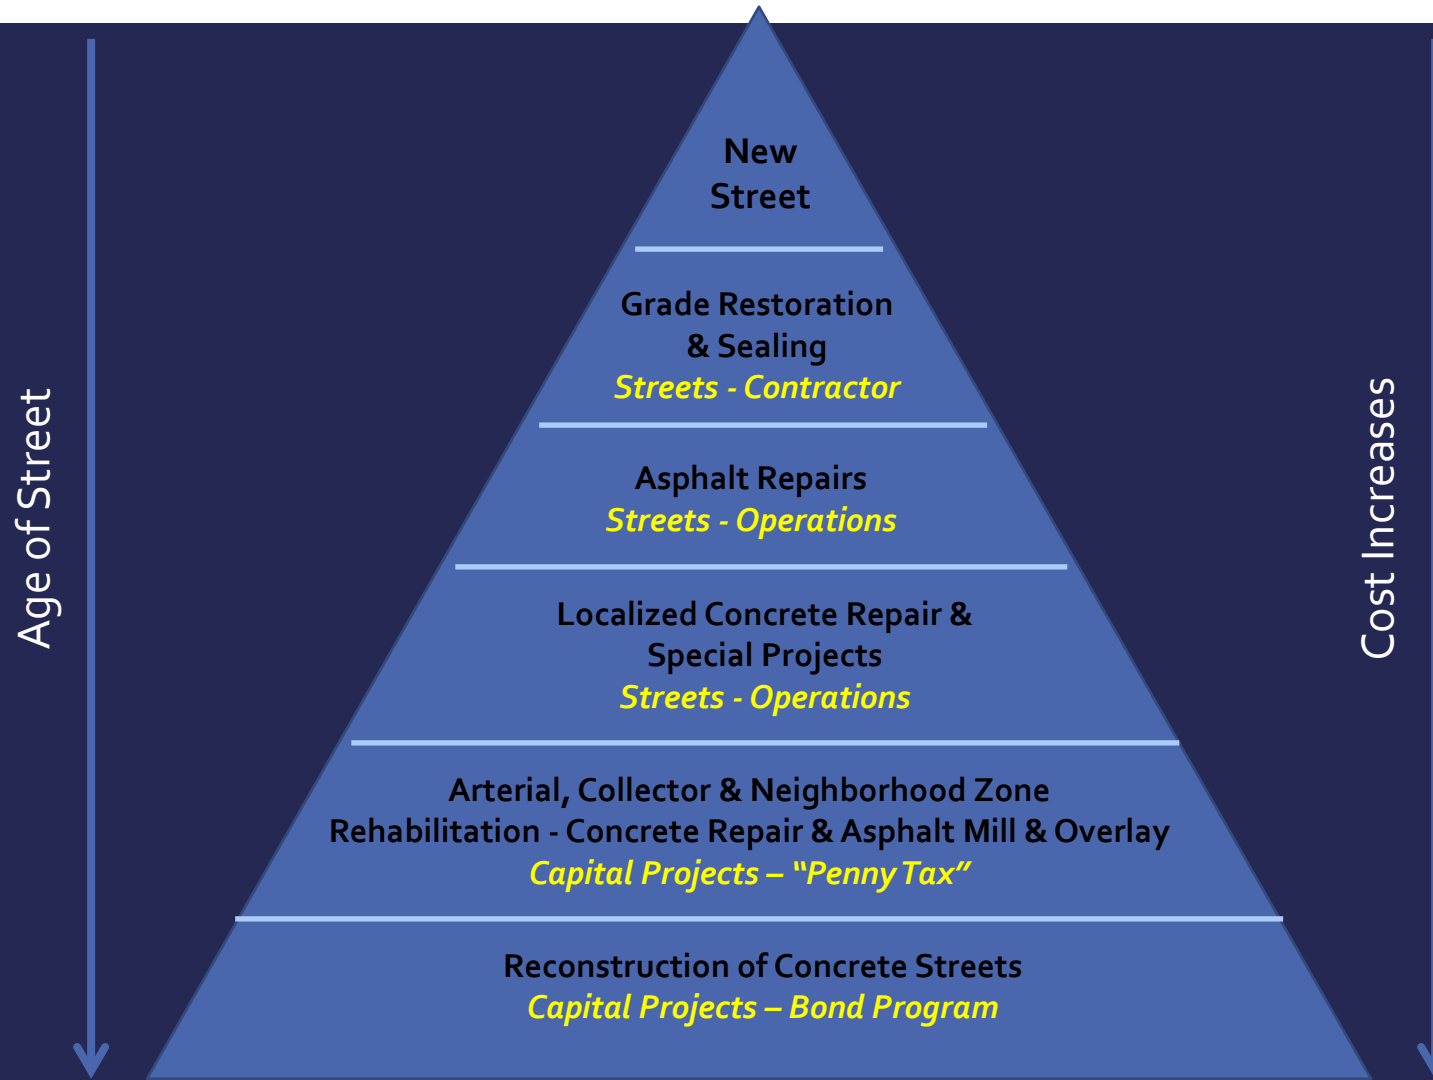 New
Street
Grade Restoration
& Sealing
Streets - Contractor
Asphalt Repairs
Streets - Operations
Localized Concrete Repair &
Special Projects
Streets - Operations
Arterial, Collector & Neighborhood Zone
Rehabilitation - Concrete Repair & Asphalt Mill & Overlay
Capital Projects – “Penny Tax”
Reconstruction of Concrete Streets
Capital Projects – Bond Program
Age of Street
Cost Increases